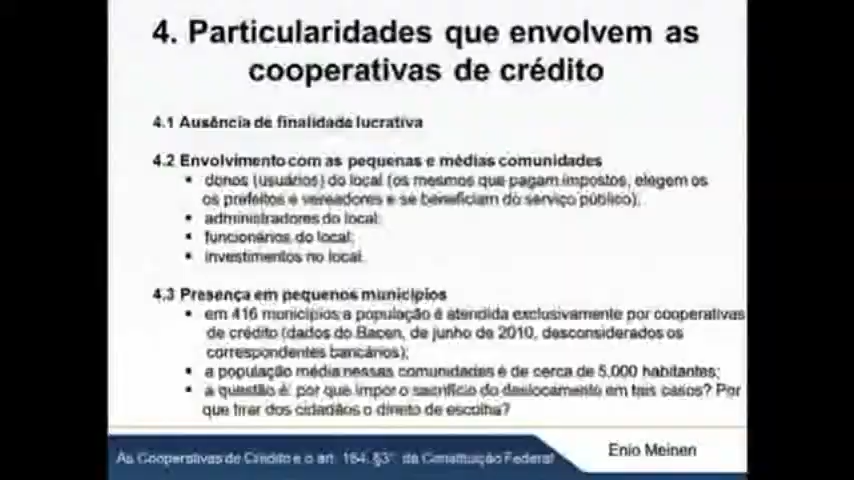 4. Particularidades que envolvem as
cooperativas de crédito
4.1 Ausência de finalidade lucrativa
4.2 Envolvimento com as pequenas e médias comunidades
▪ donos (usuários) do local (os mesmos que pagam impostos, elegem os
os prefeitos e vereadores e se beneficiam do serviço público);
▪ administradores do local;
▪ funcionários do local;
▪ investimentos no local.
4.3 Presença em pequenos municípios
▪ em 416 municípios a população é atendida exclusivamente por cooperativas
de crédito (dados do Bacen, de junho de 2010, desconsiderados os
correspondentes bancários);
▪ a população média nessas comunidades é de cerca de 5.000 habitantes;
▪ a questão é: por que impor o sacrifício do deslocamento em tais casos? Por
que tirar dos cidadãos o direito de escolha?
As Cooperativas de Crédito e o art. 164, §3º da Constituição Federal
Enio Meinen